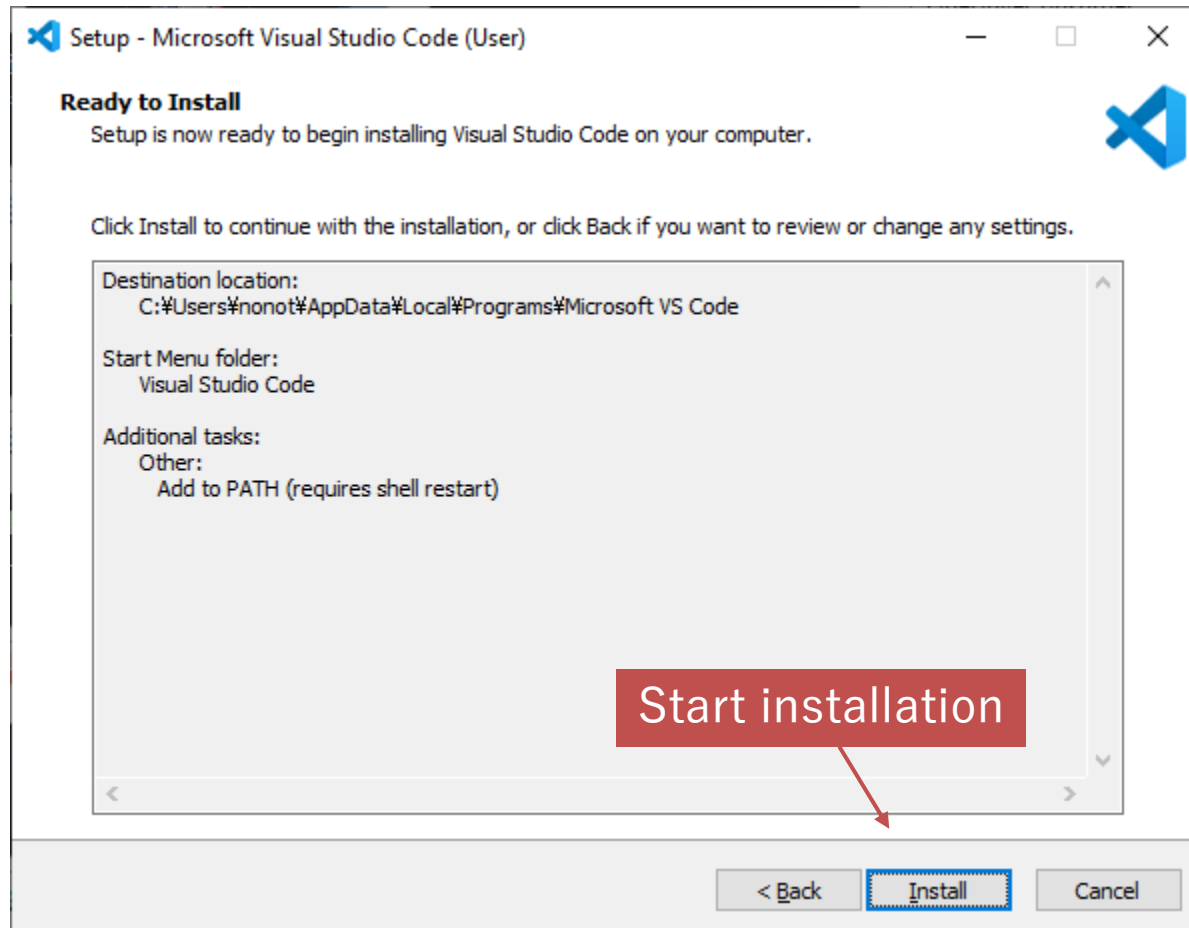 Setup - Microsoft Visual Studio Code (User)
Ready to Install
Setup is now ready to begin installing Visual Studio Code on your computer.
Click Install to continue with the installation, or click Back if you want to review or change any settings.
Destination location:
C:¥Users¥nonot¥AppData¥Local¥Programs¥Microsoft VS Code
Start Menu folder:
Visual Studio Code
Additional tasks:
Other:
Add to PATH (requires shell restart)
Start installation
< Back
Install
Cancel